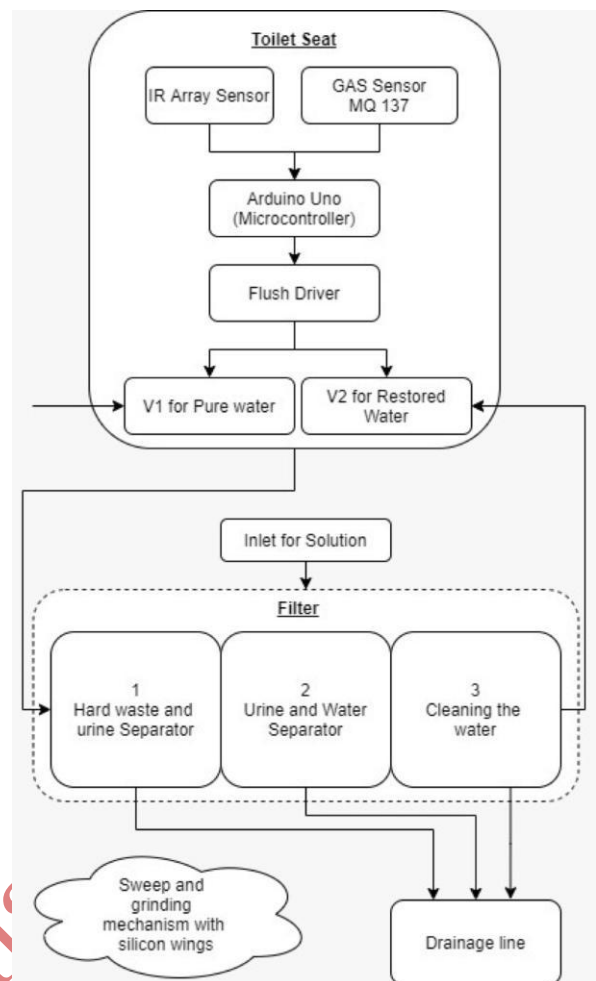 Toilet Seat
IR Array Sensor
GAS Sensor
MQ 137
Arduino Uno
(Microcontroller)
Flush Driver
V1 for Pure water
V2 for Restored
Water
Inlet for Solution
Filter
1
Hard waste and
urine Separator
2
Urine and Water
Separator
3
Cleaning the
water
Sweep and
grinding
mechanism with
silicon wings
Drainage line